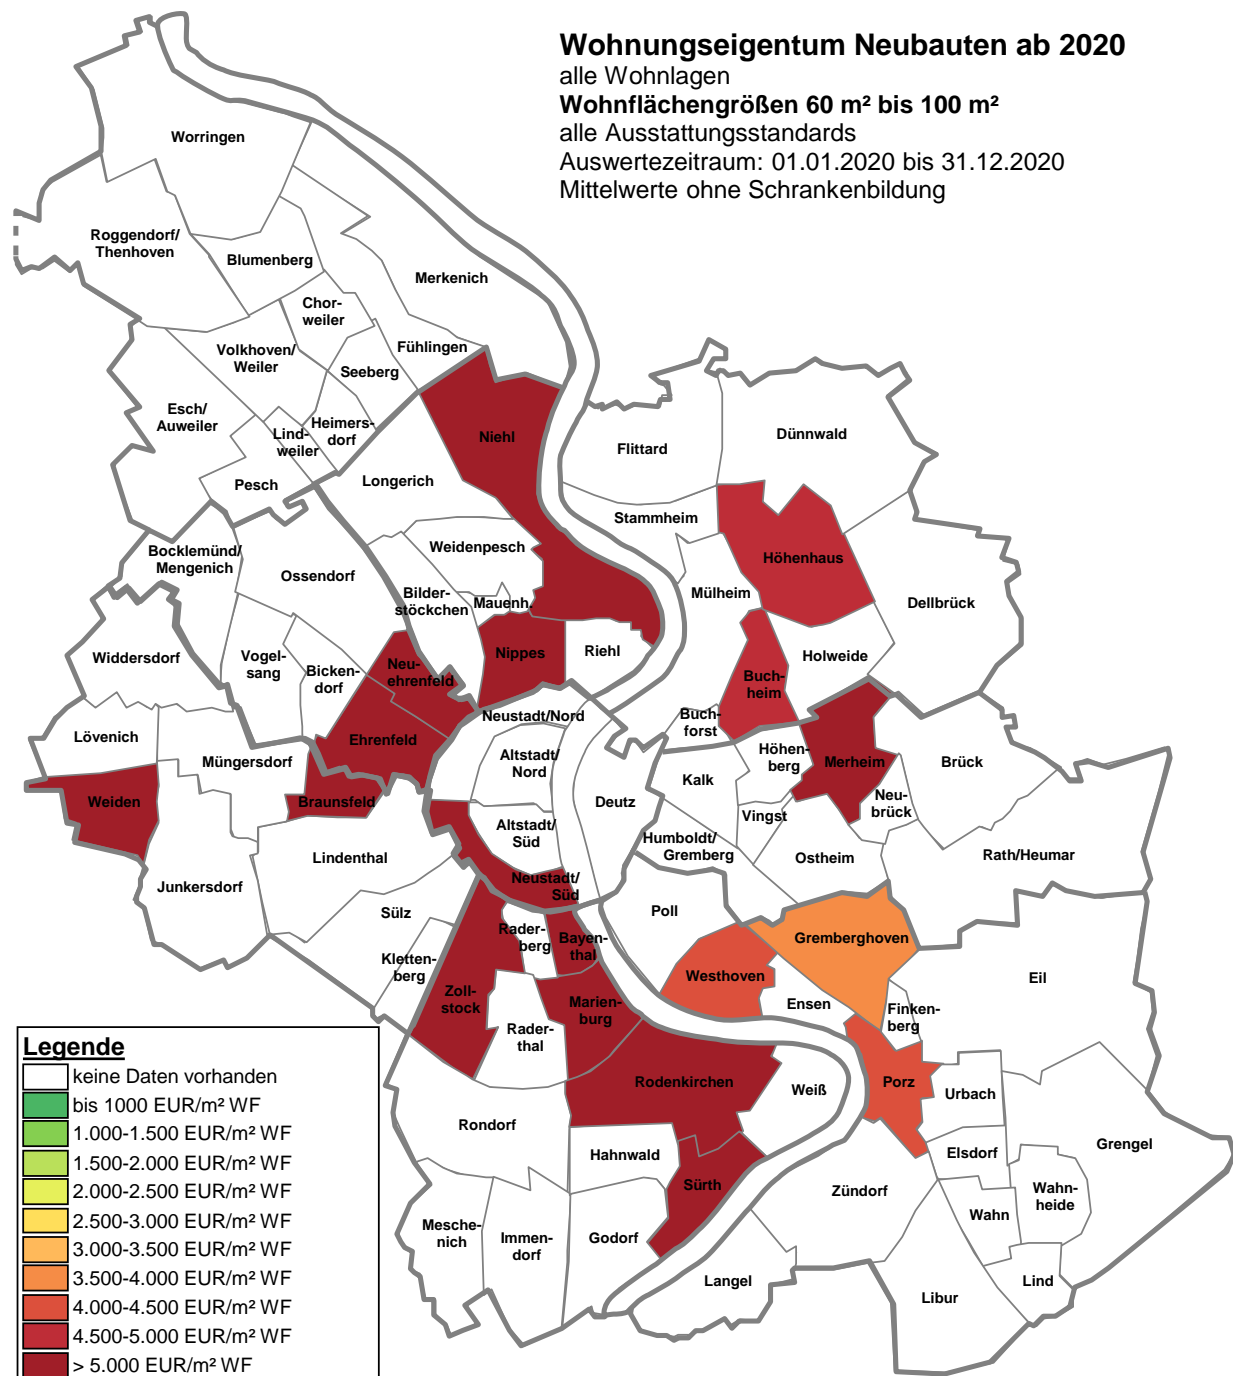 Wohnungseigentum Neubauten ab 2020
alle Wohnlagen
Wohnflächengrößen 60 m² bis 100 m²
alle Ausstattungsstandards
Auswertezeitraum: 01.01.2020 bis 31.12.2020
Mittelwerte ohne Schrankenbildung
Worringen
Roggendorf/
Thenhoven
Blumenberg
Merkenich
Chor-
weiler
Fühlingen
Volkhoven/
Weiler
Seeberg
Esch/
Auweiler
Heimers-
dorf
Lind-
weiler
Pesch
Niehl
Longerich
Flittard
Dünnwald
Stammheim
Höhenhaus
Bocklemünd/
Mengenich
Ossendorf
Weidenpesch
Bilder-
stöckchen
Mauenh.
Mülheim
Dellbrück
Widdersdorf
Vogel-
sang
Bicken-
dorf
Neu-
ehrenfeld
Nippes
Riehl
Holweide
Buch-
heim
Lövenich
Müngersdorf
Ehrenfeld
Neustadt/Nord
Buch-
forst
Altstadt/
Nord
Höhen-
berg
Merheim
Brück
Weiden
Braunsfeld
Deutz
Kalk
Vingst
Neu-
brück
Altstadt/
Süd
Humboldt/
Gremberg
Ostheim
Rath/Heumar
Junkersdorf
Lindenthal
Neustadt/
Süd
Sülz
Poll
Kletten-
berg
Rader-
berg
Bayen-
thal
Gremberghoven
Westhoven
Eil
Zoll-
stock
Marien-
burg
Ensen
Finken-
berg
Rader-
thal
Rodenkirchen
Weiß
Porz
Urbach
Rondorf
Grengel
Hahnwald
Elsdorf
Sürth
Zündorf
Wahn-
heide
Wahn
Mesche-
nich
Immen-
dorf
Godorf
Langel
Libur
Lind
Legende
keine Daten vorhanden
bis 1000 EUR/m² WF
1.000-1.500 EUR/m² WF
1.500-2.000 EUR/m² WF
2.000-2.500 EUR/m² WF
2.500-3.000 EUR/m² WF
3.000-3.500 EUR/m² WF
3.500-4.000 EUR/m² WF
4.000-4.500 EUR/m² WF
4.500-5.000 EUR/m² WF
> 5.000 EUR/m² WF